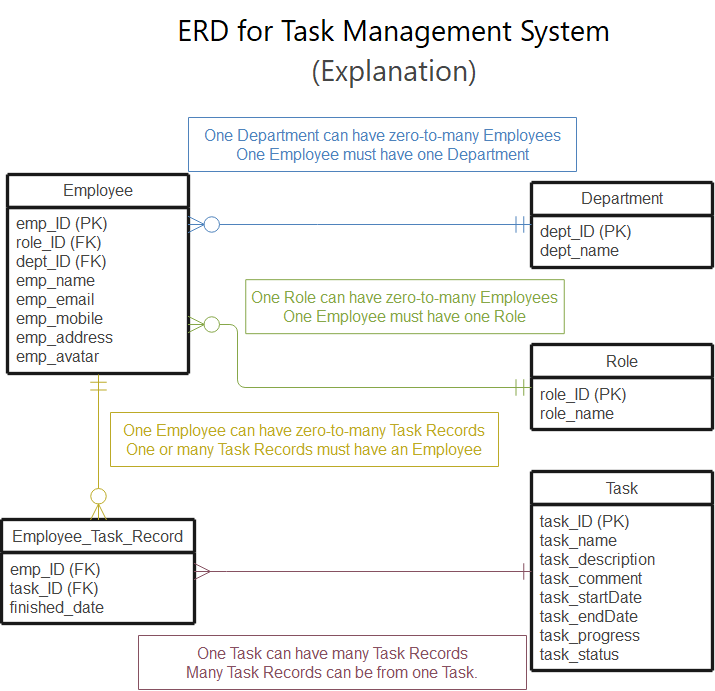 ERD for Task Management System
(Explanation)
One Department can have zero-to-many Employees
One Employee must have one Department
Employee
emp_ID (PK)
role_ID (FK)
dept_ID (FK)
emp_name
emp_email
emp_mobile
emp_address
emp_avatar
Department
dept_ID (PK)
dept_name
One Role can have zero-to-many Employees
One Employee must have one Role
Role
role_ID (PK)
role_name
One Employee can have zero-to-many Task Records
One or many Task Records must have an Employee
Task
task_ID (PK)
task_name
task_description
task_comment
task_startDate
task_endDate
task_progress
task_status
Employee_Task_Record
emp_ID (FK)
task_ID (FK)
finished_date
One Task can have many Task Records
Many Task Records can be from one Task.